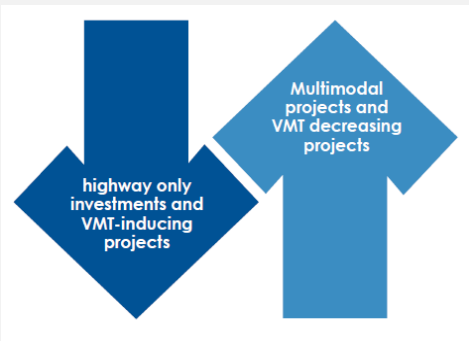 highway only
investments and
VMT-inducing
projects
Multimodal
projects and
VMT decreasing
projects